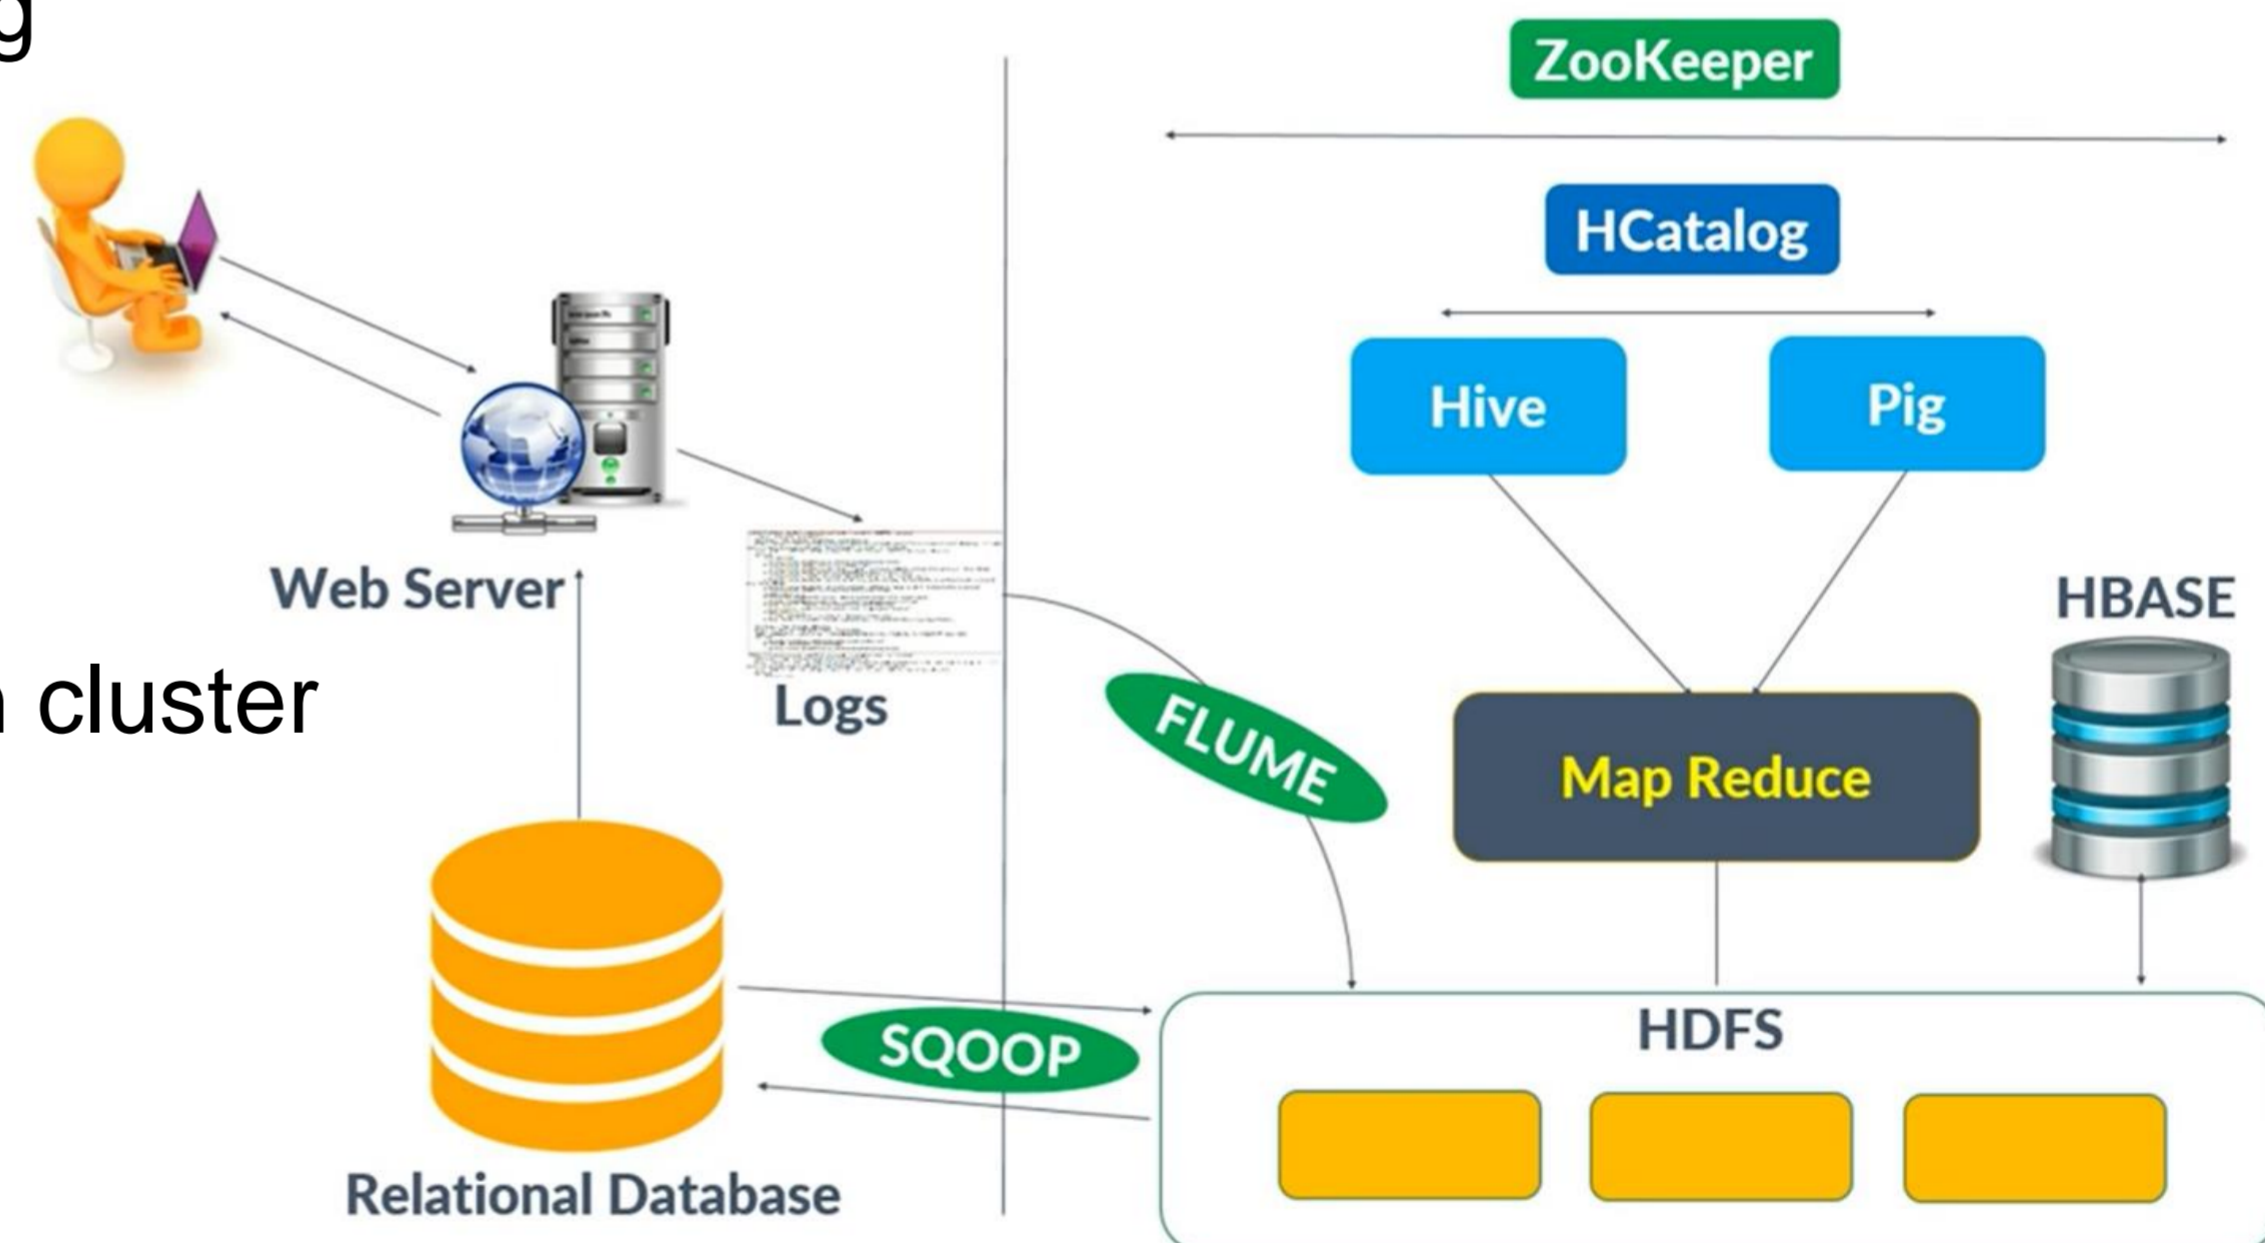 g
ZooKeeper
HCatalog
Hive
Pig
Web Server
HBASE
cluster
Logs
FLUME
Map Reduce
SQOOP
HDFS
Relational Database